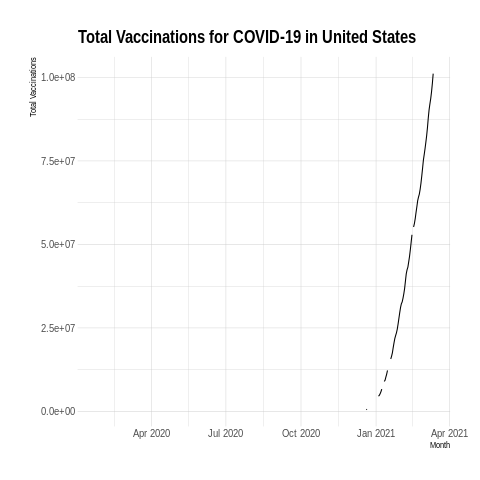 Total Vaccinations for COVID-19 in United States
Total Vaccinations
1.0e+08
7.5e+07
5.0e+07
2.5e+07
0.0e+00
Apr 2020
Jul 2020
Oct 2020
Jan 2021
Apr 2021
Month